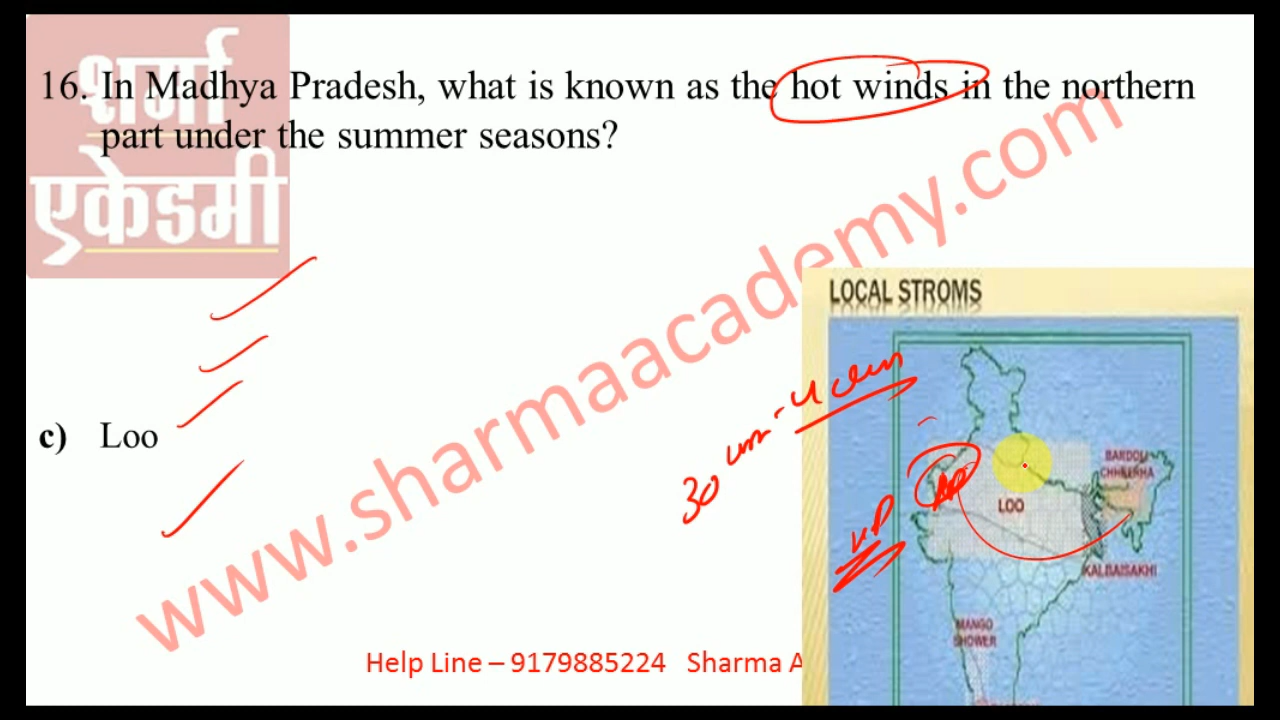 शर्मा
एकेडमी
16. In Madhya Pradesh, what is known as the hot winds in the northern
part under the summer seasons?
www.sharmaacademy.com
c) Loo
LOCAL STROMS
30
UP
BARDOLI
CHHEERHA
LOO
KALBAISAKHI
MANGO
SHOWER
Help Line – 9179885224 Sharma A